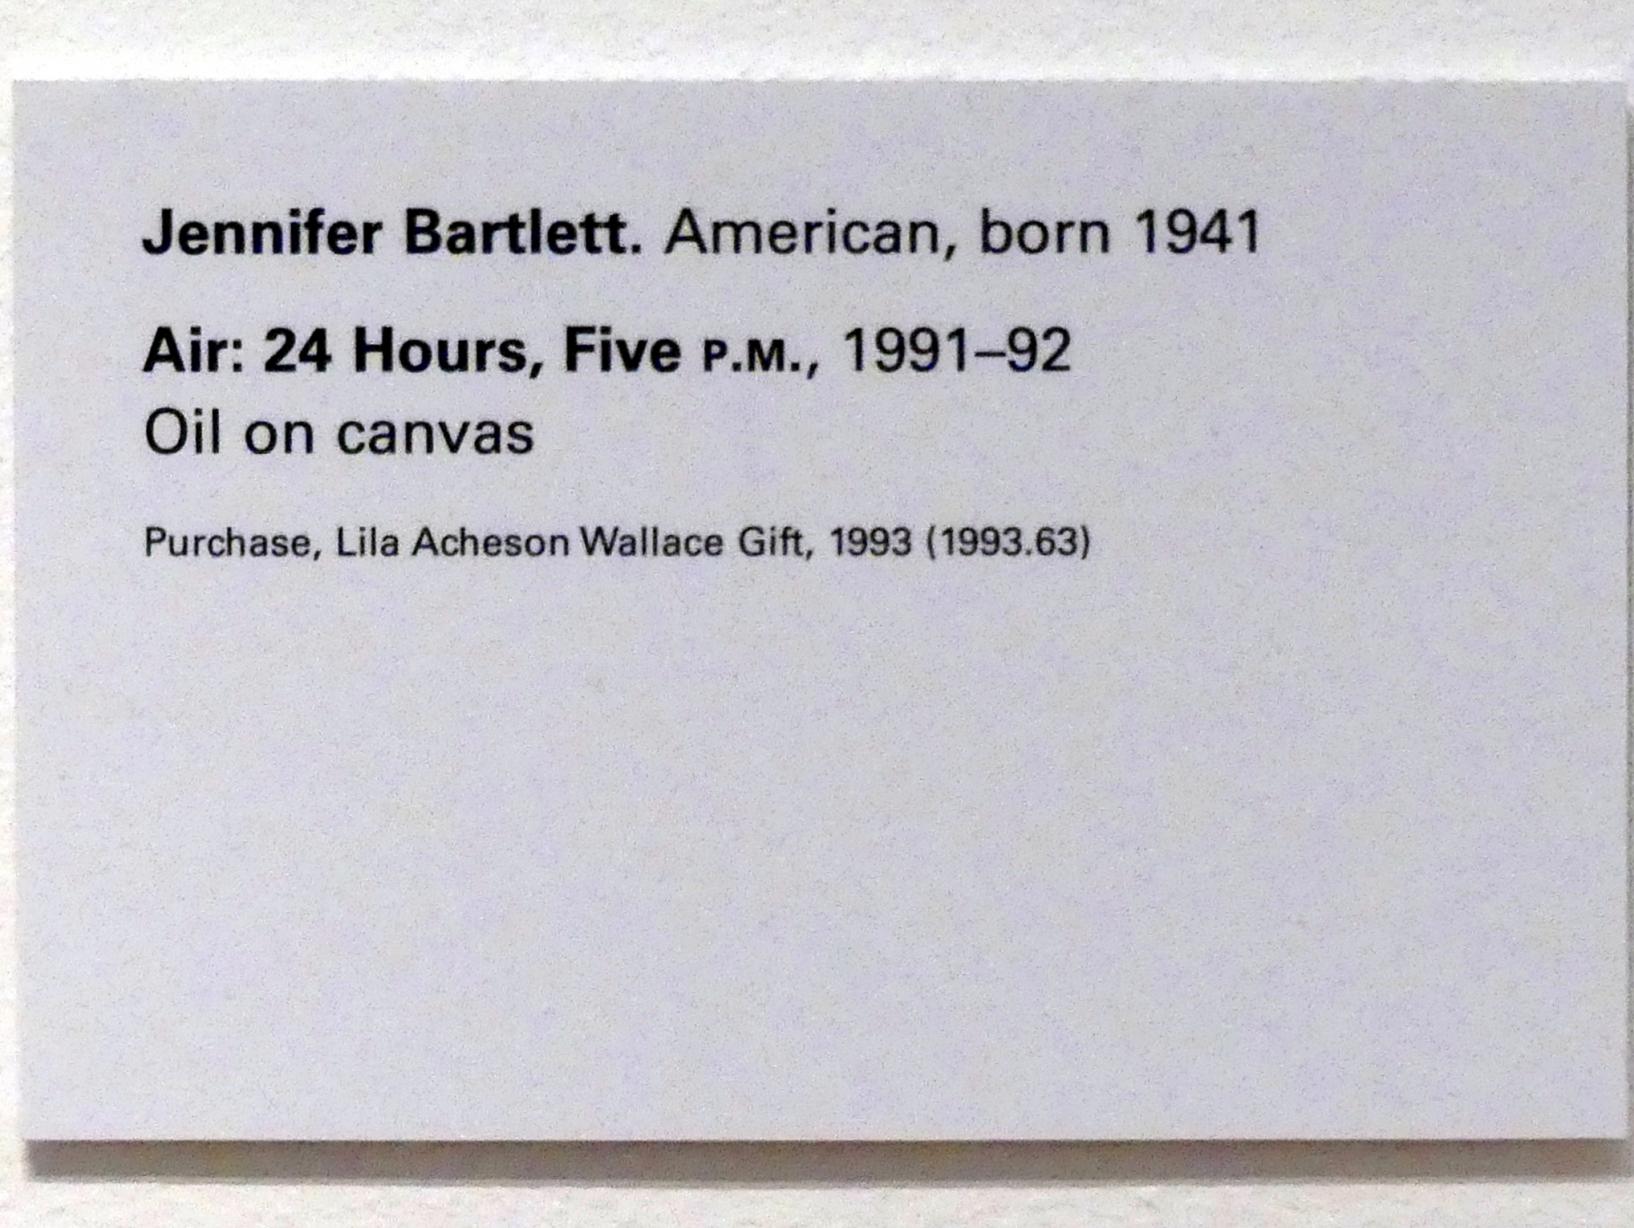 Jennifer Bartlett. American, born 1941
Air: 24 Hours, Five P.M., 1991–92
Oil on canvas
Purchase, Lila Acheson Wallace Gift, 1993 (1993.63)